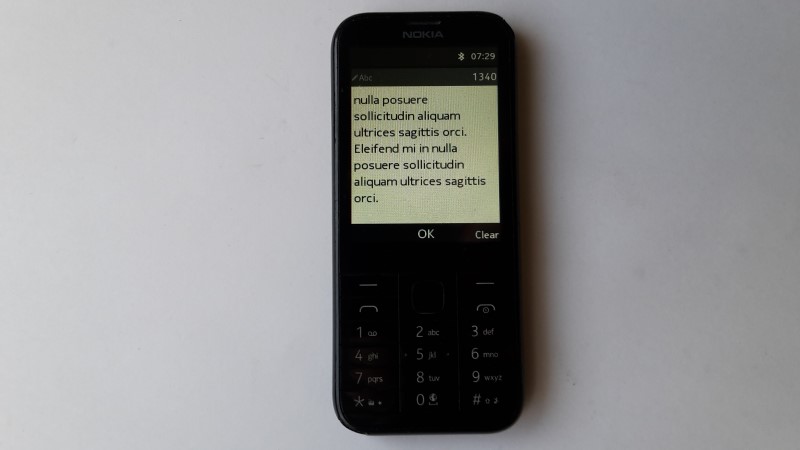 NOKIA
07:29
Abc
1340
nulla posuere
sollicitudin aliquam
ultrices sagittis orci.
Eleifend mi in nulla
posuere sollicitudin
aliquam ultrices sagittis
orci.
OK
Clear
1
2 abc
3 def
4 ghi
5 jkl
6 mno
7 pqrs
8 tuv
9 wxyz
*
0
#